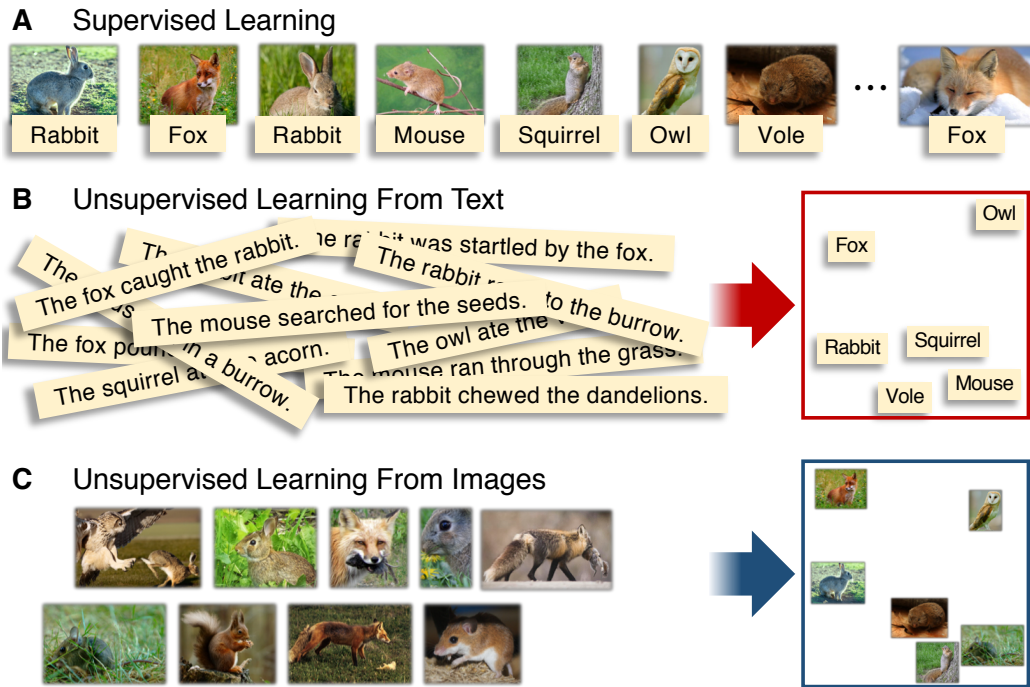 A Supervised Learning
Rabbit
Fox
Rabbit
Mouse
Squirrel
Owl
Vole
...
Fox
B Unsupervised Learning From Text
The fox caught the rabbit.
rabbit was startled by the fox.
The
ate the
The rabbit
to the burrow.
The
in a burrow.
The mouse searched for the seeds.
The owl ate the
The fox
acorn.
The squirrel
mouse ran through the grass.
The rabbit chewed the dandelions.
Owl
Fox
Rabbit
Squirrel
Vole
Mouse
C Unsupervised Learning From Images